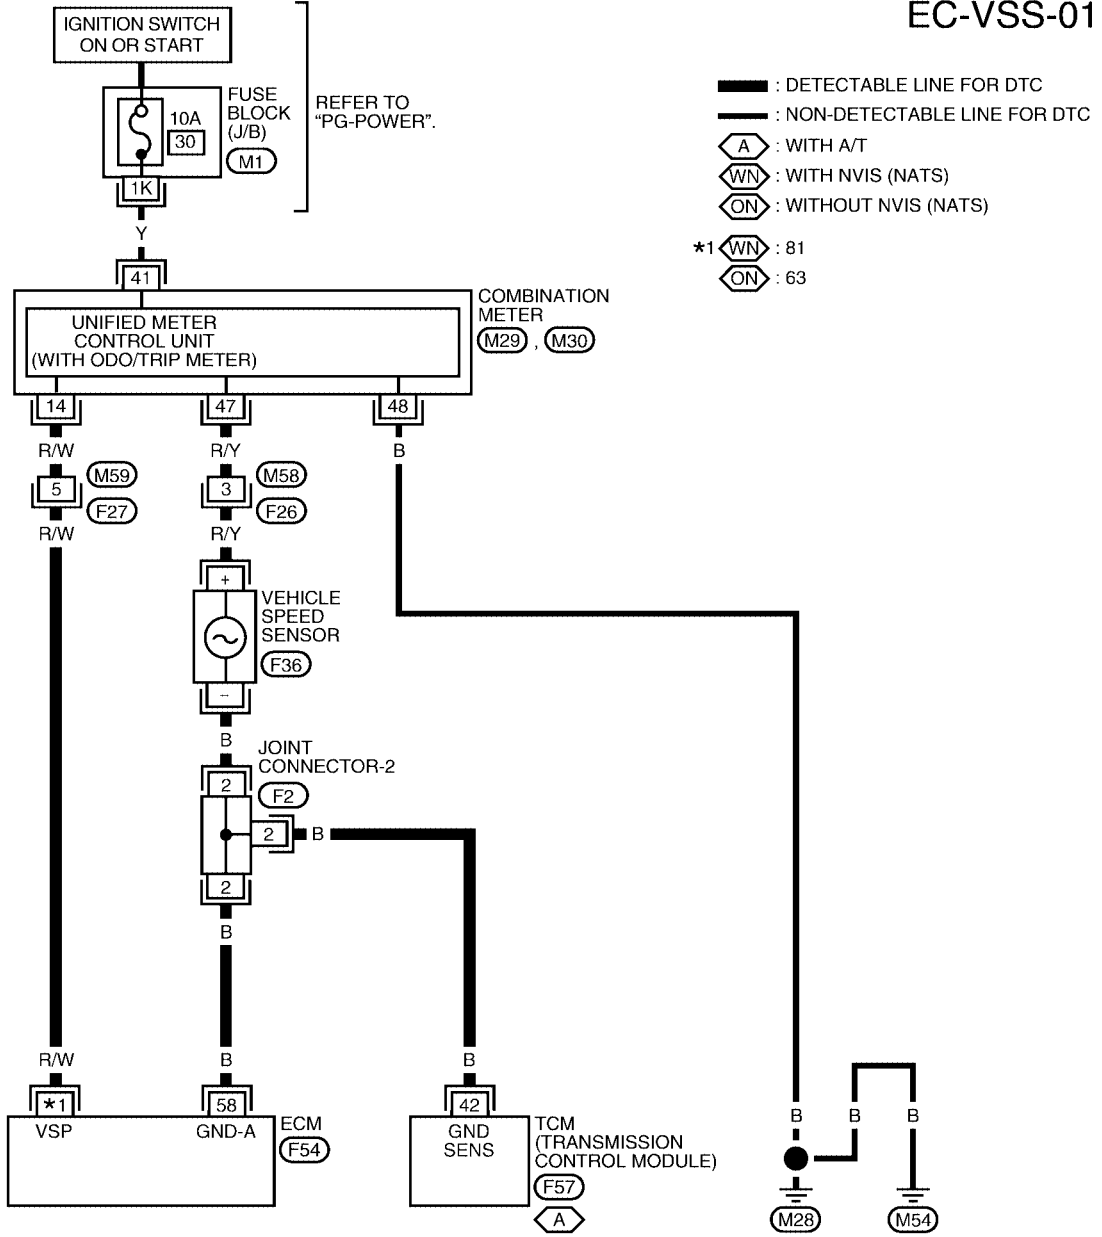 EC-VSS-01
IGNITION SWITCH
ON OR START
FUSE
BLOCK
(J/B)
M1
10A
30
1K
REFER TO
"PG-POWER".
: DETECTABLE LINE FOR DTC
: NON-DETECTABLE LINE FOR DTC
A : WITH A/T
WN : WITH NVIS (NATS)
ON : WITHOUT NVIS (NATS)
*1 WN : 81
ON : 63
Y
41
COMBINATION
METER
M29 , M30
UNIFIED METER
CONTROL UNIT
(WITH ODO/TRIP METER)
14
47
48
R/W
R/Y
B
5
M59
F27
3
M58
F26
R/W
R/Y
+
VEHICLE
SPEED
SENSOR
F36
–
B
JOINT
CONNECTOR-2
F2
2
2
B
2
B
R/W
B
B
*1
58
42
VSP
GND-A
ECM
F54
GND
SENS
TCM
(TRANSMISSION
CONTROL MODULE)
F57
A
B
B
B
M28
M54